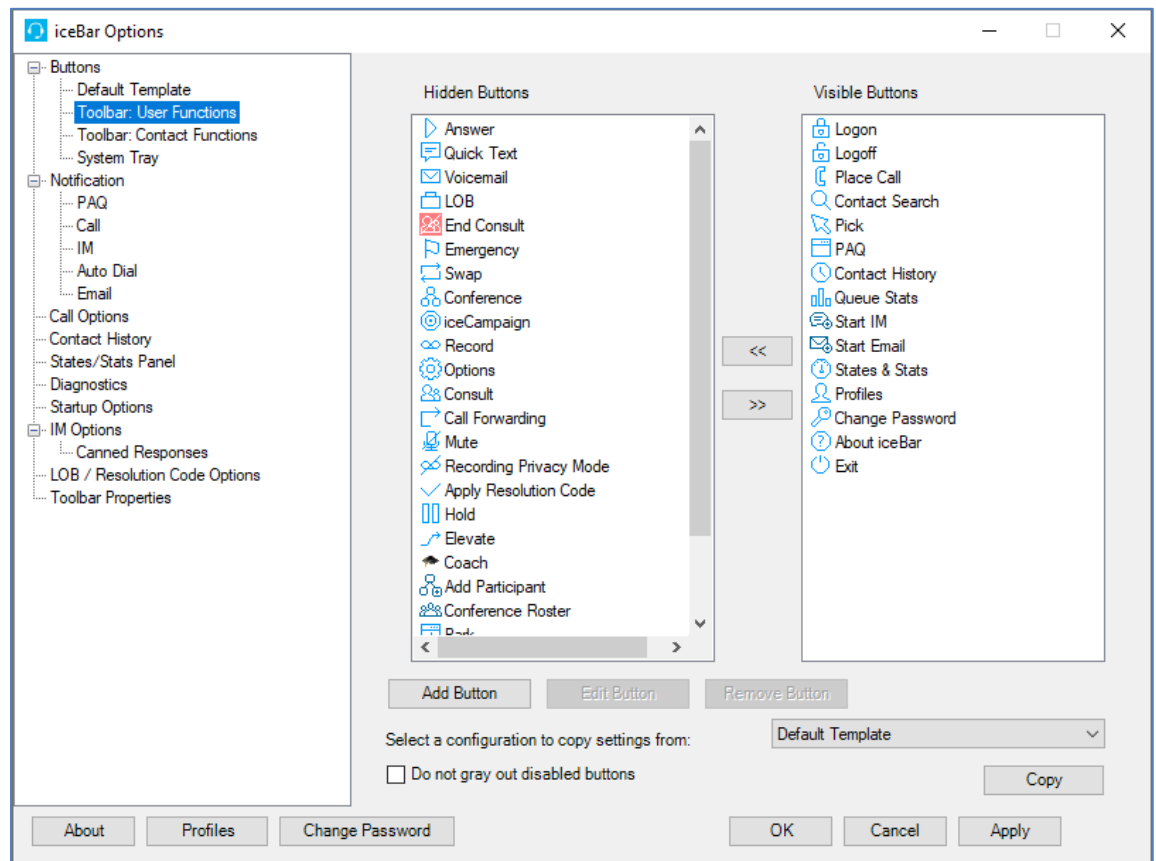 iceBar Options
Buttons
Default Template
Toolbar: User Functions
Toolbar: Contact Functions
System Tray
Notification
PAQ
Call
IM
Auto Dial
Email
Call Options
Contact History
States/Stats Panel
Diagnostics
Startup Options
IM Options
Canned Responses
LOB / Resolution Code Options
Toolbar Properties
Hidden Buttons
Answer
Quick Text
Voicemail
LOB
End Consult
Emergency
Swap
Conference
iceCampaign
Record
Options
Consult
Call Forwarding
Mute
Recording Privacy Mode
Apply Resolution Code
Hold
Elevate
Coach
Add Participant
Conference Roster
Park
<<
>>
Visible Buttons
Logon
Logoff
Place Call
Contact Search
Pick
PAQ
Contact History
Queue Stats
Start IM
Start Email
States & Stats
Profiles
Change Password
About iceBar
Exit
Add Button
Edit Button
Remove Button
Select a configuration to copy settings from:
Default Template
Do not gray out disabled buttons
Copy
About
Profiles
Change Password
OK
Cancel
Apply